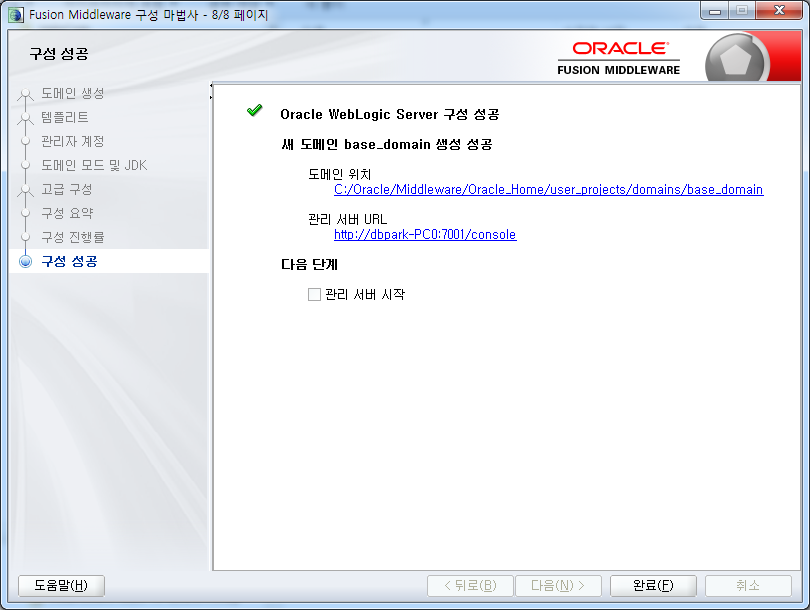 Fusion Middleware 구성 마법사 - 8/8 페이지
구성 성공
ORACLE
FUSION MIDDLEWARE
도메인 생성
템플리트
관리자 계정
도메인 모드 및 JDK
고급 구성
구성 요약
구성 진행률
구성 성공
Oracle WebLogic Server 구성 성공
새 도메인 base_domain 생성 성공
도메인 위치
C:/Oracle/Middleware/Oracle_Home/user_projects/domains/base_domain
관리 서버 URL
http://dbpark-PC0:7001/console
다음 단계
관리 서버 시작
도움말(H)
< 뒤로(B)
다음(N) >
완료(F)
취소